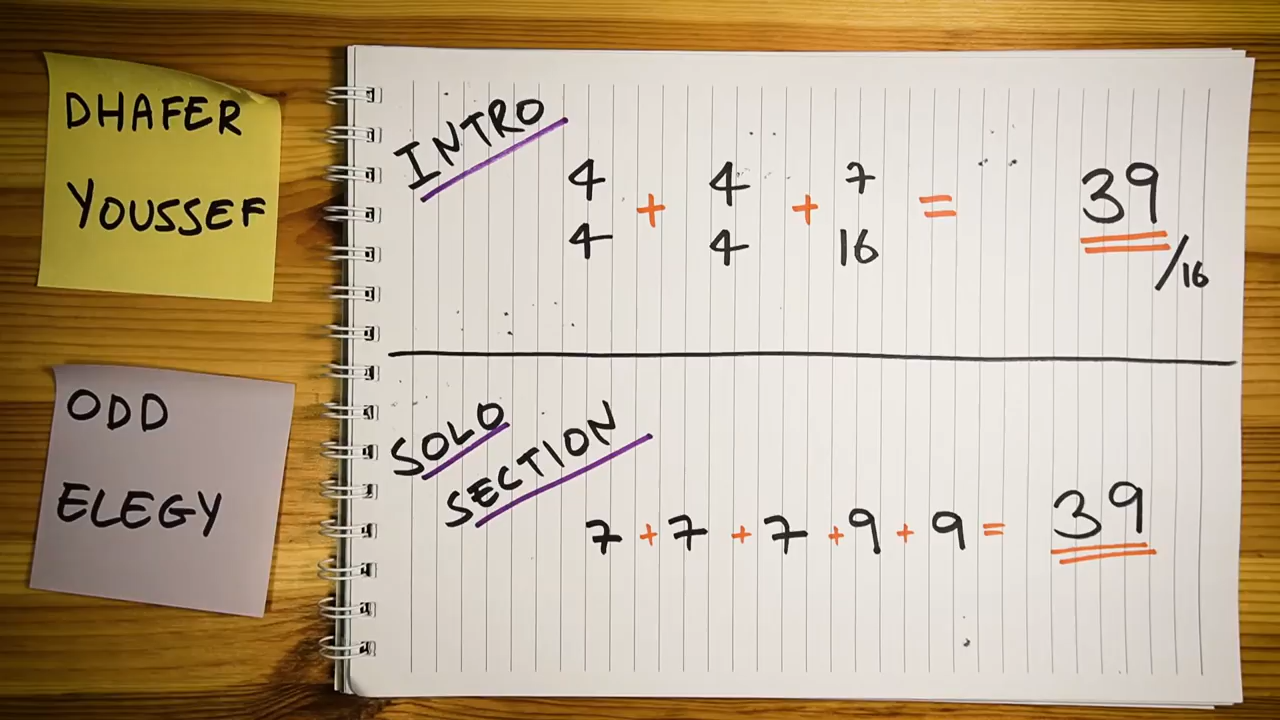 DHAFER
YOUSSEF
ODD
ELEGY
INTRO
4 4 7 39
+ + =
4 4 16 /16
SOLO
SECTION
7 + 7 + 7 + 9 + 9 = 39